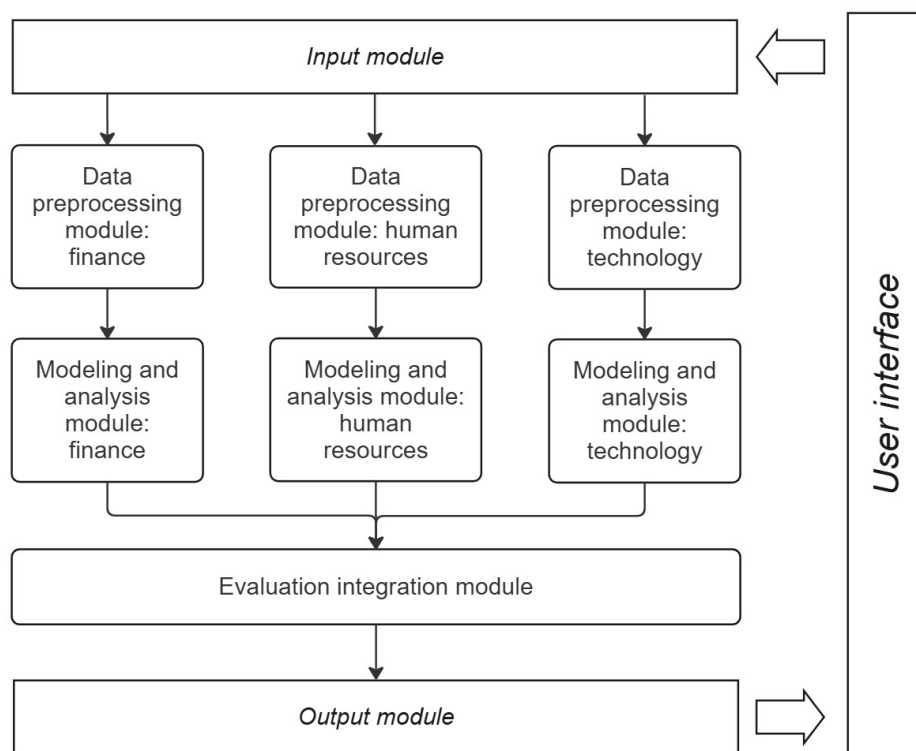 Input module
Data
preprocessing
module:
finance
Data
preprocessing
module: human
resources
Data
preprocessing
module:
technology
Modeling and
analysis
module:
finance
Modeling and
analysis module:
human
resources
Modeling and
analysis
module:
technology
Evaluation integration module
Output module
User interface